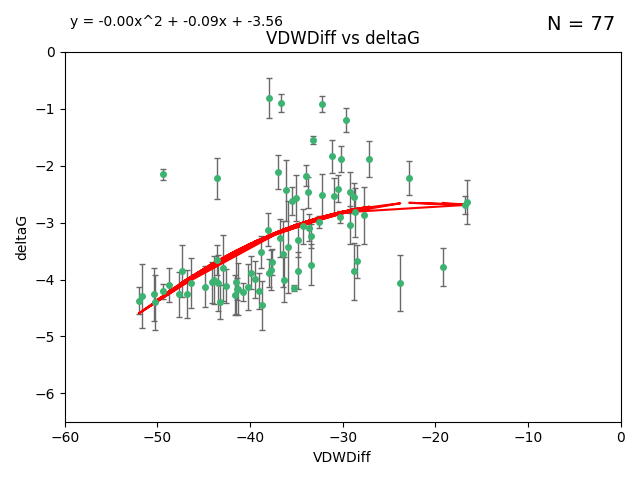 y = -0.00x^2 + -0.09x + -3.56
N = 77
VDWDiff vs deltaG
0
−1
−2
−3
−4
−5
−6
deltaG
−60 −50 −40 −30 −20 −10 0
VDWDiff